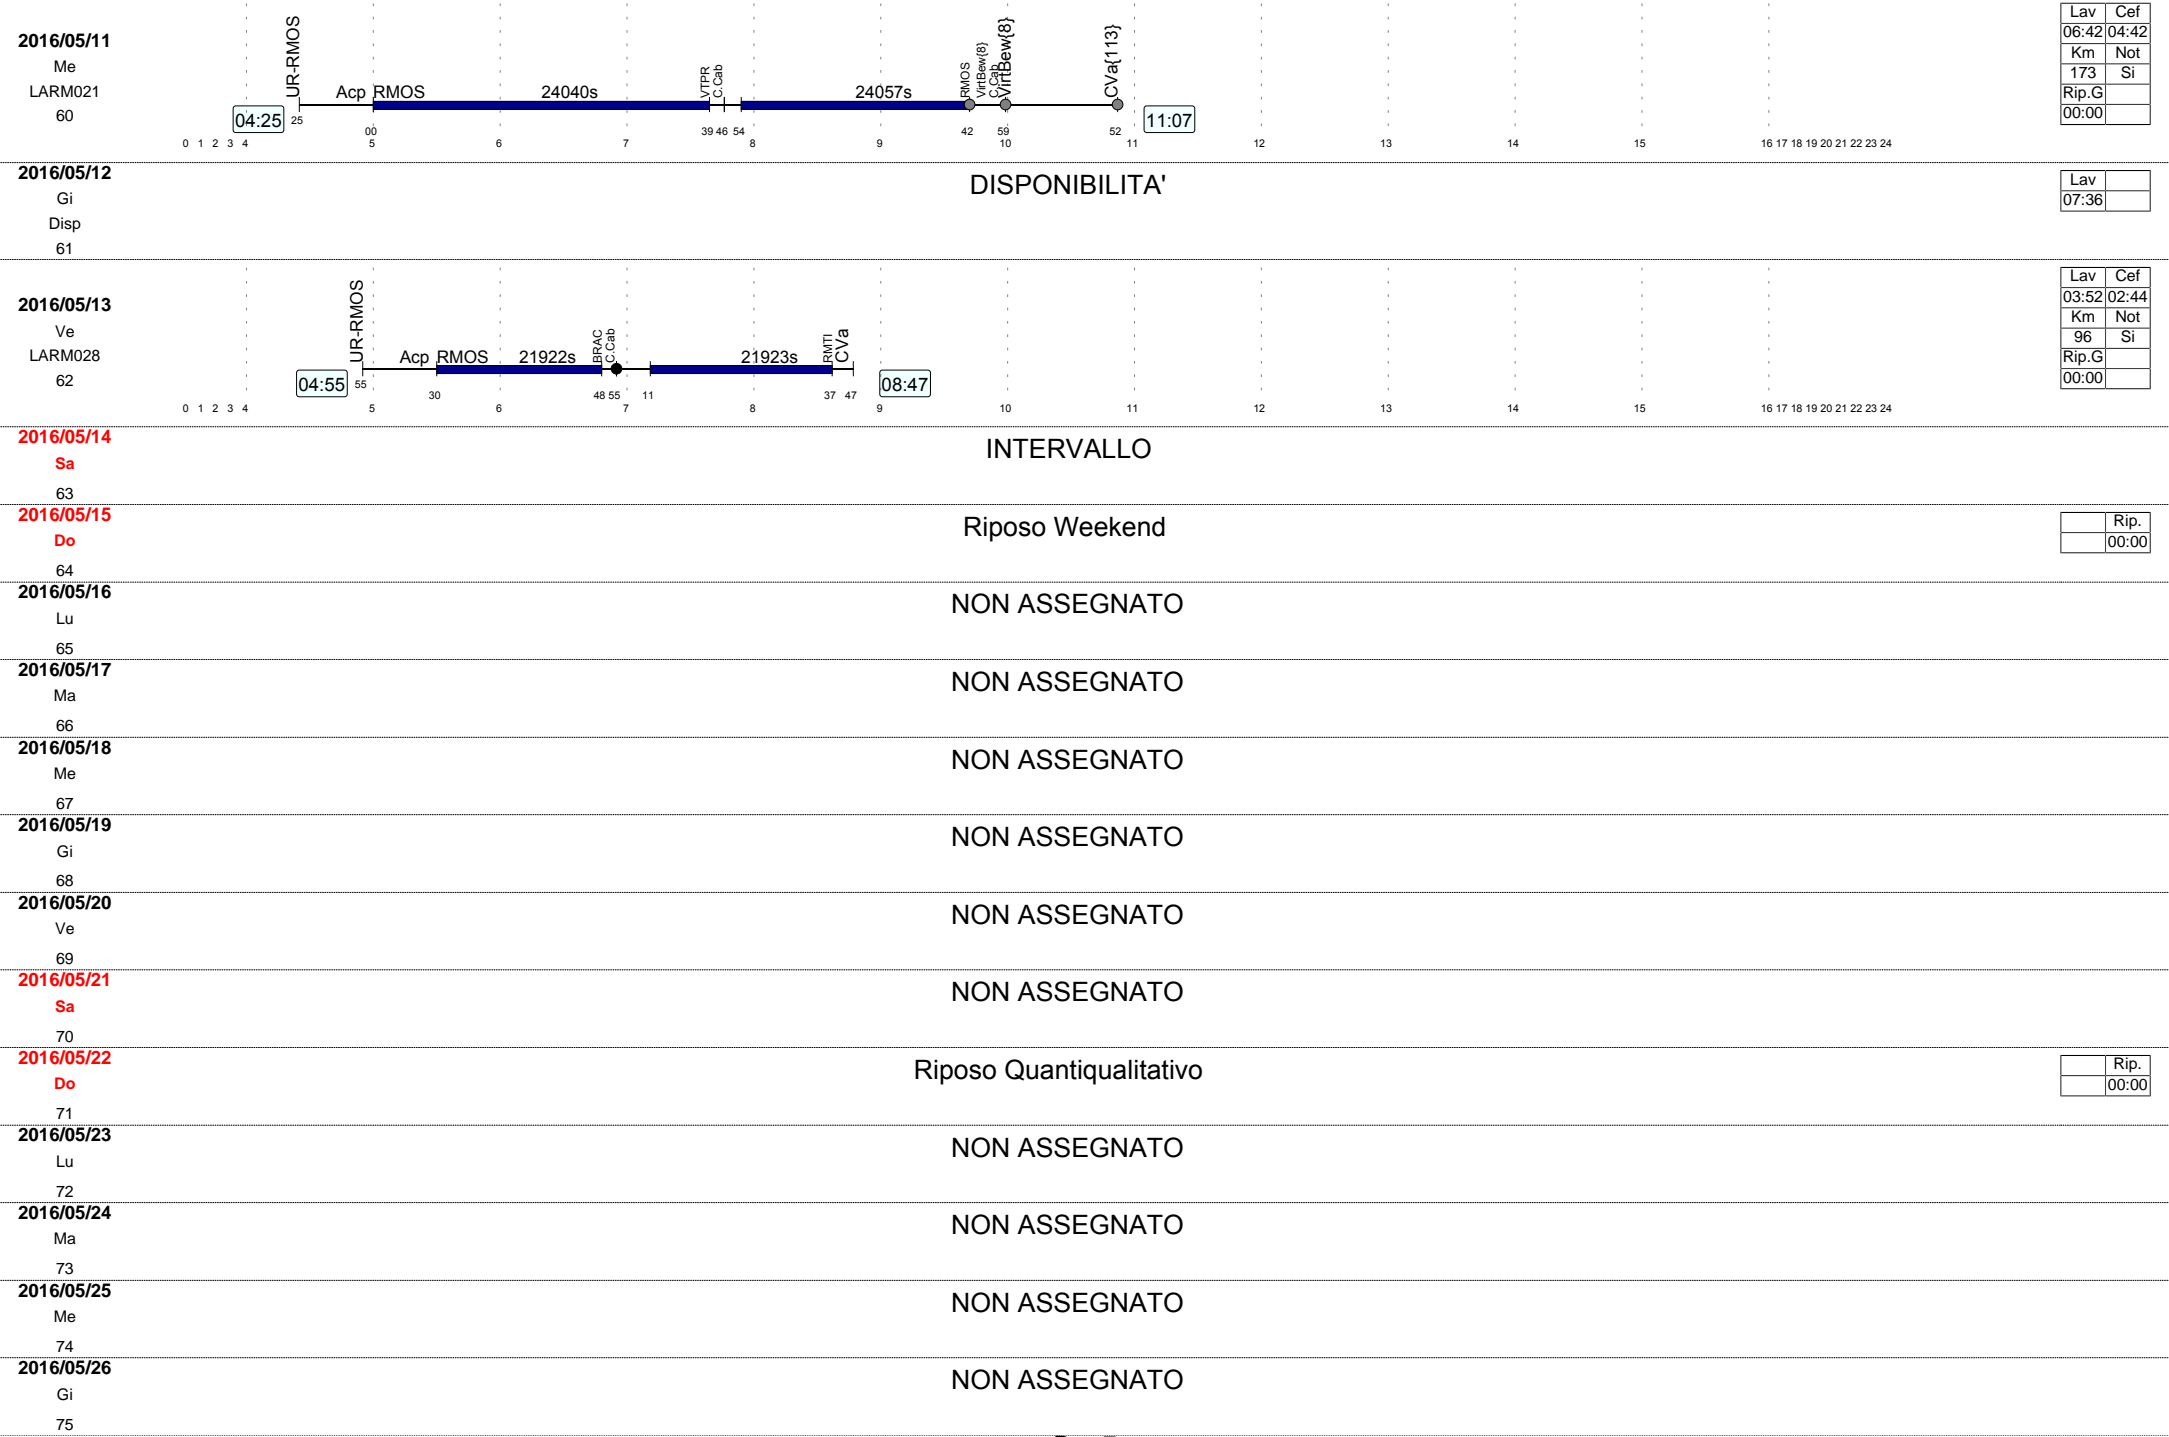 2016/05/11
Me
LARM021
60
04:25
UR-RMOS
25
Acp RMOS
00
24040s
VTPR
C.Cab
39 46 54
24057s
RMOS
VirtBew{8}
C.Cab
VirtBew{8}
CVa{113}
42 59 52
11:07
0 1 2 3 4 5 6 7 8 9 10 11 12 13 14 15 16 17 18 19 20 21 22 23 24
Lav Cef
06:42 04:42
Km Not
173 Si
Rip.G
00:00
2016/05/12
Gi
Disp
61
DISPONIBILITA'
Lav
07:36
2016/05/13
Ve
LARM028
62
04:55
UR-RMOS
55
Acp RMOS
30
21922s
BRAC
C.Cab
48 55 11
21923s
RMTI
CVa
37 47
08:47
0 1 2 3 4 5 6 7 8 9 10 11 12 13 14 15 16 17 18 19 20 21 22 23 24
Lav Cef
03:52 02:44
Km Not
96 Si
Rip.G
00:00
2016/05/14
Sa
63
INTERVALLO
2016/05/15
Do
64
Riposo Weekend
Rip.
00:00
2016/05/16
Lu
65
NON ASSEGNATO
2016/05/17
Ma
66
NON ASSEGNATO
2016/05/18
Me
67
NON ASSEGNATO
2016/05/19
Gi
68
NON ASSEGNATO
2016/05/20
Ve
69
NON ASSEGNATO
2016/05/21
Sa
70
NON ASSEGNATO
2016/05/22
Do
71
Riposo Quantiqualitativo
Rip.
00:00
2016/05/23
Lu
72
NON ASSEGNATO
2016/05/24
Ma
73
NON ASSEGNATO
2016/05/25
Me
74
NON ASSEGNATO
2016/05/26
Gi
75
NON ASSEGNATO